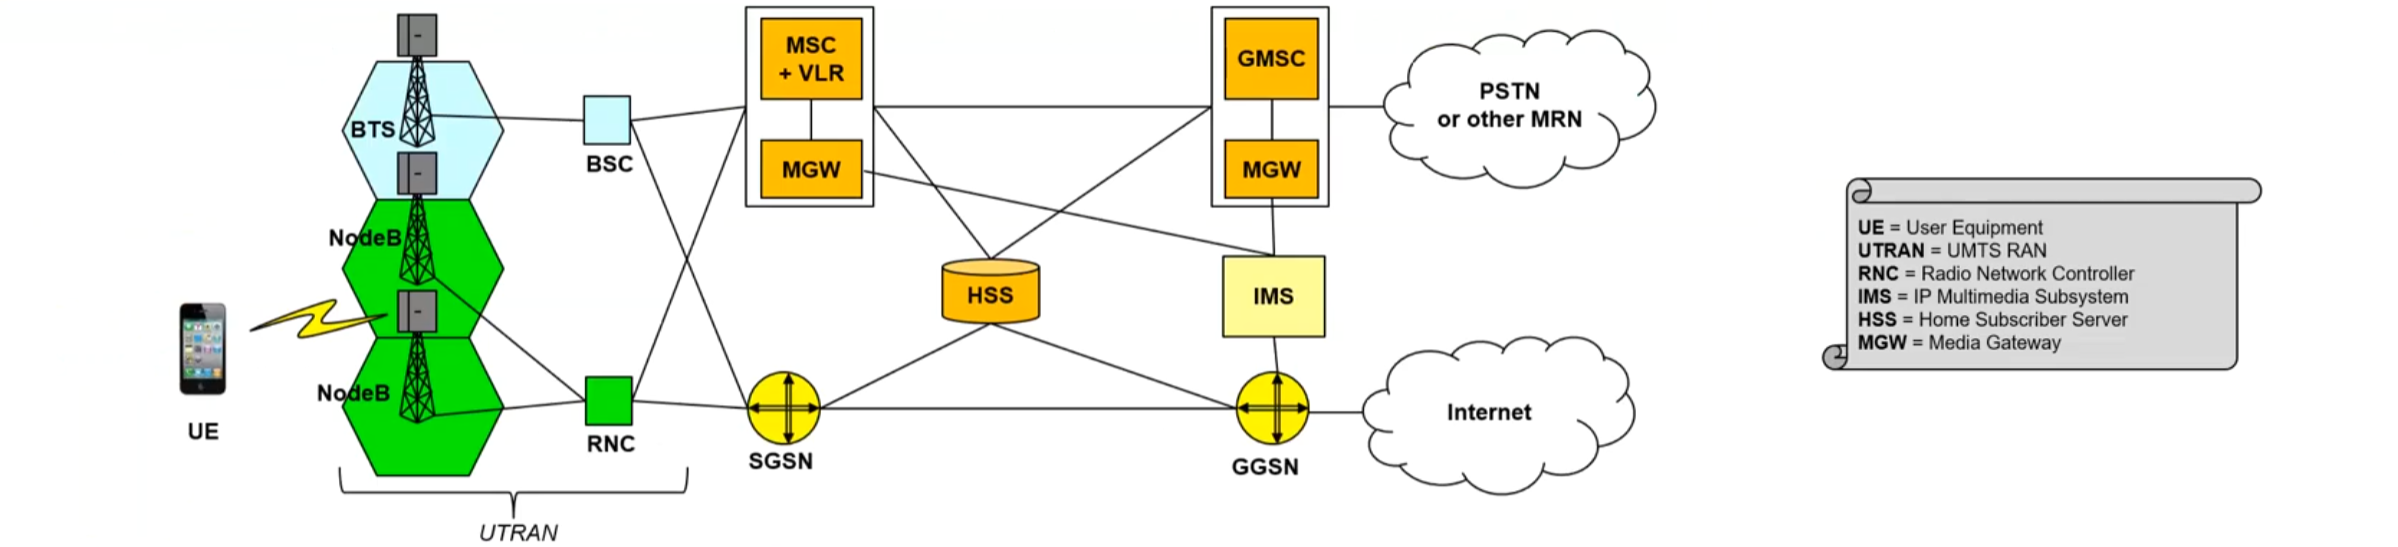 MSC
+ VLR
MGW
GMSC
MGW
PSTN
or other MRN
BTS
BSC
NodeB
NodeB
UE
RNC
UTRAN
HSS
IMS
SGSN
GGSN
Internet
UE = User Equipment
UTRAN = UMTS RAN
RNC = Radio Network Controller
IMS = IP Multimedia Subsystem
HSS = Home Subscriber Server
MGW = Media Gateway